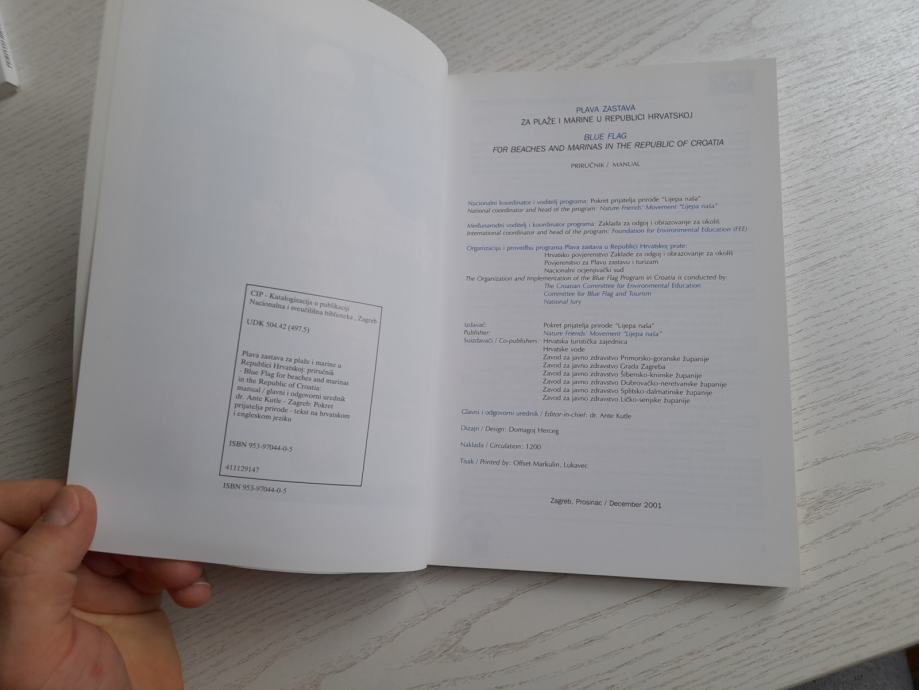 CIP - Katalogizacija u publikaciji
Nacionalna i sveučilišna biblioteka , Zagreb
UDK 504.42 (497.5)
Plava zastava za plaže i marine u
Republici Hrvatskoj: priručnik
- Blue Flag for beaches and marinas
in the Republic of Croatia:
manual / glavni i odgovorni urednik
dr. Ante Kutle - Zagreb: Pokret
prijatelja prirode - tekst na hrvatskom
i engleskom jeziku
ISBN 953-97044-0-5
411129147
ISBN 953-97044-0-5
PLAVA ZASTAVA
ZA PLAŽE I MARINE U REPUBLICI HRVATSKOJ
BLUE FLAG
FOR BEACHES AND MARINAS IN THE REPUBLIC OF CROATIA
PRIRUČNIK / MANUAL
Nacionalni koordinator i voditelj programa: Pokret prijatelja prirode "Lijepa naša"
National coordinator and head of the program: Nature Friends' Movement "Lijepa naša"
Međunarodni voditelj i koordinator programa: Zaklada za odgoj i obrazovanje za okoliš
International coordinator and head of the program: Foundation for Environmental Education (FEE)
Organizaciju i provedbu programa Plava zastava u Republici Hrvatskoj prate:
Hrvatsko povjerenstvo Zaklade za odgoj i obrazovanje za okoliš
Povjerenstvo za Plavu zastavu i turizam
Nacionalni ocjenjivački sud
The Organization and Implementation of the Blue Flag Program in Croatia is conducted by:
The Croatian Committee for Environmental Education
Committee for Blue Flag and Tourism
National Jury
Izdavač: Pokret prijatelja prirode "Lijepa naša"
Publisher: Nature Friends' Movement "Lijepa naša"
Suizdavači / Co-publishers: Hrvatska turistička zajednica
Hrvatske vode
Zavod za javno zdravstvo Primorsko-goranske županije
Zavod za javno zdravstvo Grada Zagreba
Zavod za javno zdravstvo Šibensko-kninske županije
Zavod za javno zdravstvo Dubrovačko-neretvanske županije
Zavod za javno zdravstvo Splitsko-dalmatinske županije
Zavod za javno zdravstvo Ličko-senjske županije
Glavni i odgovorni urednik / Editor-in-chief: dr. Ante Kutle
Dizajn / Design: Domagoj Herceg
Naklada / Circulation: 1200
Tisak / Printed by: Offset Markulin, Lukavec
Zagreb, Prosinac / December 2001